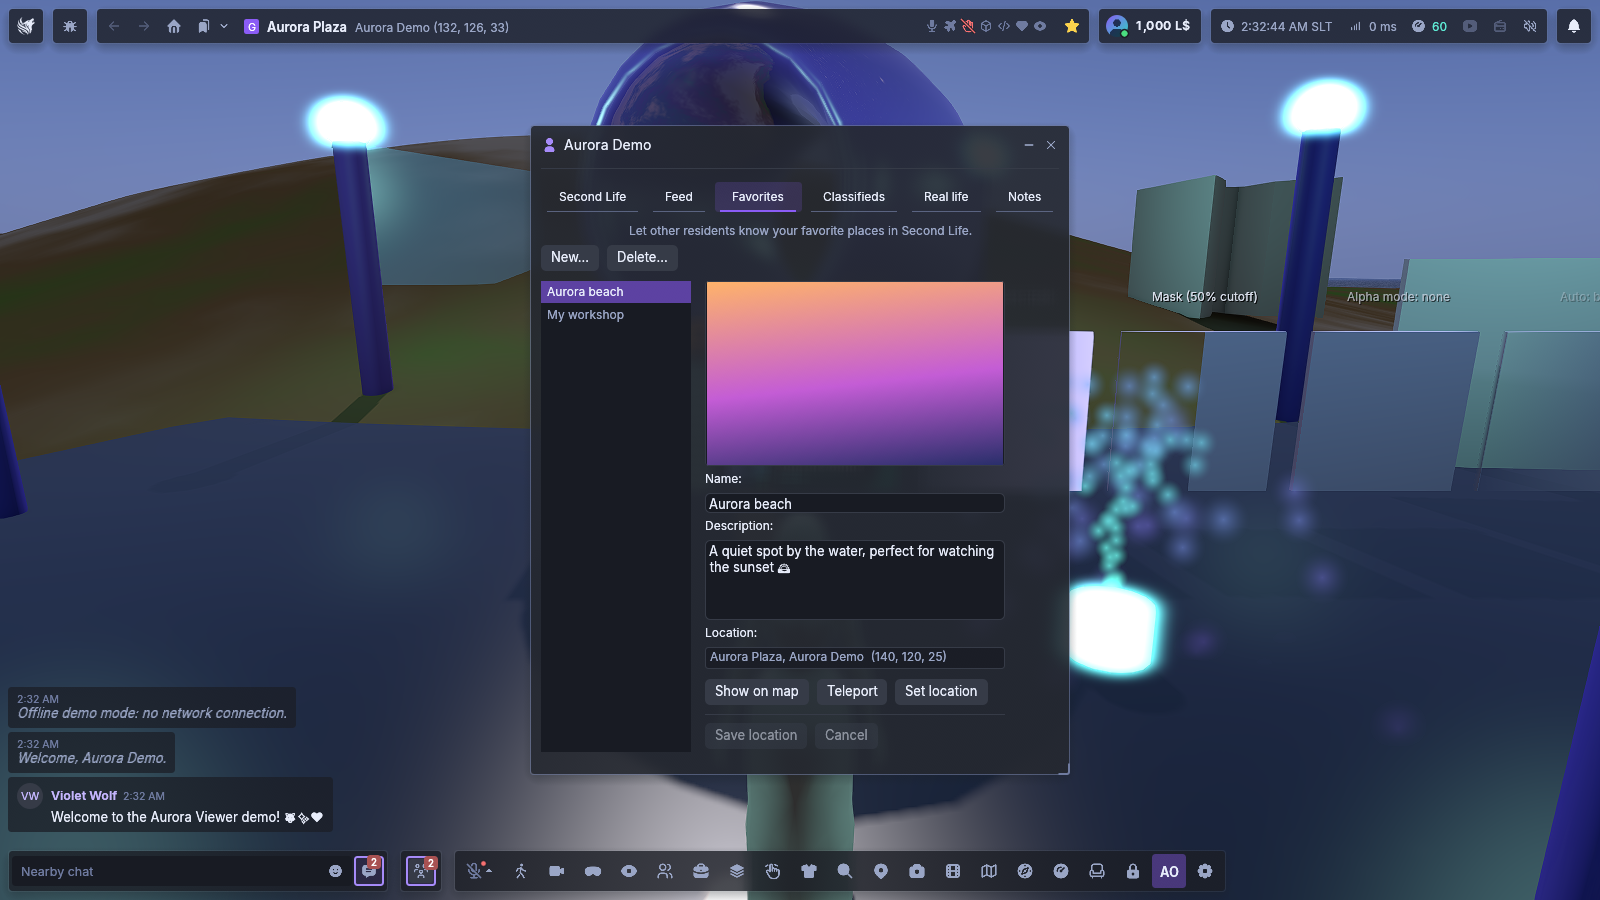 G Aurora Plaza Aurora Demo (132, 126, 33)
1,000 L$
2:32:44 AM SLT 0 ms 60
Aurora Demo
Second Life Feed Favorites Classifieds Real life Notes
Let other residents know your favorite places in Second Life.
New... Delete...
Aurora beach
My workshop
Name:
Aurora beach
Description:
A quiet spot by the water, perfect for watching
the sunset
Location:
Aurora Plaza, Aurora Demo (140, 120, 25)
Show on map Teleport Set location
Save location Cancel
Mask (50% cutoff) Alpha mode: none Auto:
2:32 AM
Offline demo mode: no network connection.
2:32 AM
Welcome, Aurora Demo.
VW Violet Wolf 2:32 AM
Welcome to the Aurora Viewer demo!
Nearby chat 2 2 AO